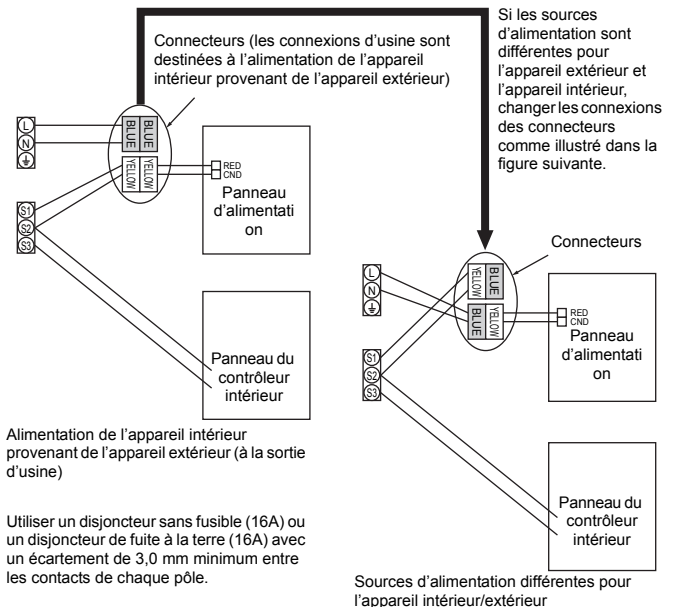 Connecteurs (les connexions d'usine sont
destinées à l'alimentation de l'appareil
intérieur provenant de l'appareil extérieur)
Si les sources
d'alimentation sont
différentes pour
l'appareil extérieur et
l'appareil intérieur,
changer les connexions
des connecteurs
comme illustré dans la
figure suivante.
L
N
BLUE
BLUE
YELLOW
YELLOW
RED
CND
Panneau
d'alimentati
on
S1
S2
S3
Panneau du
contrôleur
intérieur
Alimentation de l'appareil intérieur
provenant de l'appareil extérieur (à la sortie
d'usine)
Utiliser un disjoncteur sans fusible (16A) ou
un disjoncteur de fuite à la terre (16A) avec
un écartement de 3,0 mm minimum entre
les contacts de chaque pôle.
Connecteurs
L
N
YELLOW
BLUE
BLUE
YELLOW
RED
CND
Panneau
d'alimentati
on
S1
S2
S3
Panneau du
contrôleur
intérieur
Sources d'alimentation différentes pour
l'appareil intérieur/extérieur